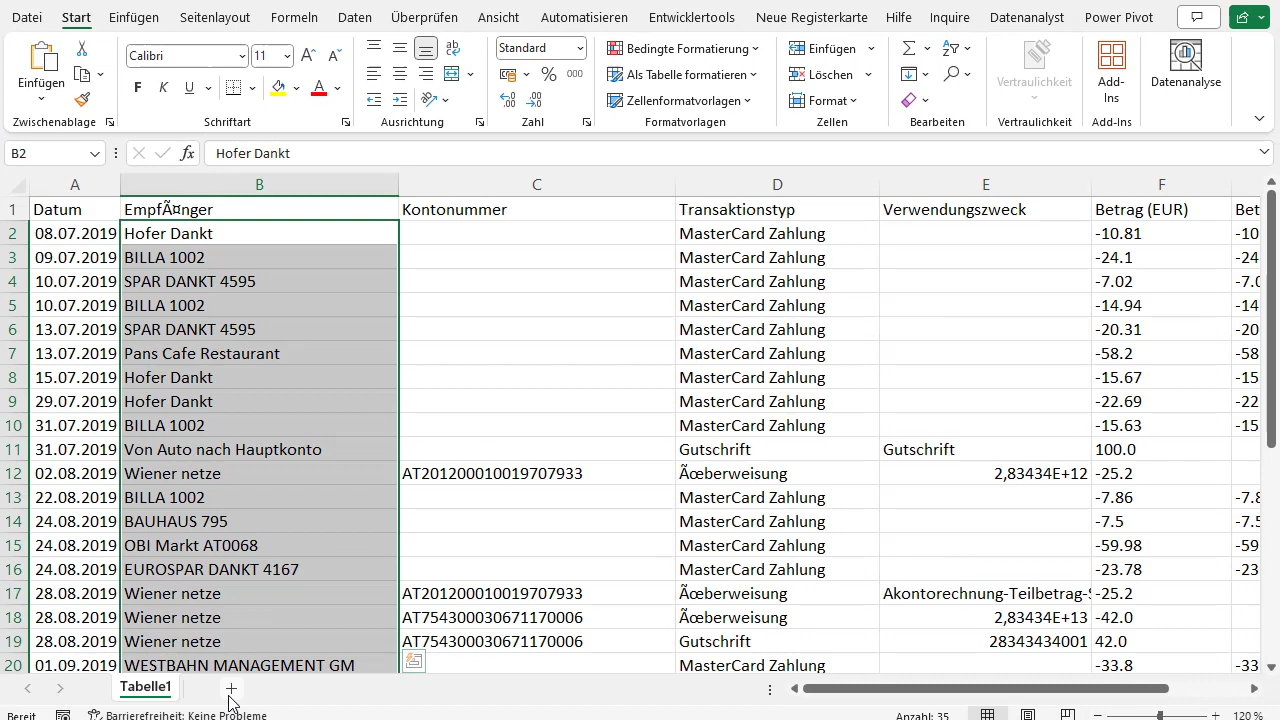 Datei Start Einfügen Seitenlayout Formeln Daten Überprüfen Ansicht Automatisieren Entwicklertools Neue Registerkarte Hilfe Inquire Datenanalyse Power Pivot
Einfügen
Calibri 11
F K U
Standard
% 000
Bedingte Formatierung
Als Tabelle formatieren
Zellenformatvorlagen
Einfügen
Löschen
Format
Vertraulichkeit
Add-Ins
Datenanalyse
Zwischenablage Schriftart Ausrichtung Zahl Formatvorlagen Zellen Bearbeiten Vertraulichkeit Add-Ins
B2 fx Hofer Dankt
A B C D E F
1 Datum EmpfÃ¤nger Kontonummer Transaktionstyp Verwendungszweck Betrag (EUR) Bet
2 08.07.2019 Hofer Dankt MasterCard Zahlung -10.81 -10
3 09.07.2019 BILLA 1002 MasterCard Zahlung -24.1 -24
4 10.07.2019 SPAR DANKT 4595 MasterCard Zahlung -7.02 -7.0
5 10.07.2019 BILLA 1002 MasterCard Zahlung -14.94 -14
6 13.07.2019 SPAR DANKT 4595 MasterCard Zahlung -20.31 -20
7 13.07.2019 Pans Cafe Restaurant MasterCard Zahlung -58.2 -58
8 15.07.2019 Hofer Dankt MasterCard Zahlung -15.67 -15
9 29.07.2019 Hofer Dankt MasterCard Zahlung -22.69 -22
10 31.07.2019 BILLA 1002 MasterCard Zahlung -15.63 -15
11 31.07.2019 Von Auto nach Hauptkonto Gutschrift Gutschrift 100.0
12 02.08.2019 Wiener netze AT201200010019707933 Ãœberweisung 2,83434E+12 -25.2
13 22.08.2019 BILLA 1002 MasterCard Zahlung -7.86 -7.8
14 24.08.2019 BAUHAUS 795 MasterCard Zahlung -7.5 -7.5
15 24.08.2019 OBI Markt AT0068 MasterCard Zahlung -59.98 -59
16 24.08.2019 EUROSPAR DANKT 4167 MasterCard Zahlung -23.78 -23
17 28.08.2019 Wiener netze AT201200010019707933 Ãœberweisung Akontorechnung-Teilbetrag-S -25.2
18 28.08.2019 Wiener netze AT754300030671170006 Ãœberweisung 2,83434E+13 -42.0
19 28.08.2019 Wiener netze AT754300030671170006 Gutschrift 28343434001 42.0
20 01.09.2019 WESTBAHN MANAGEMENT GM MasterCard Zahlung -33.8 -33
Tabelle1
Bereit Barrierefreiheit: Keine Probleme Anzahl: 35 120 %